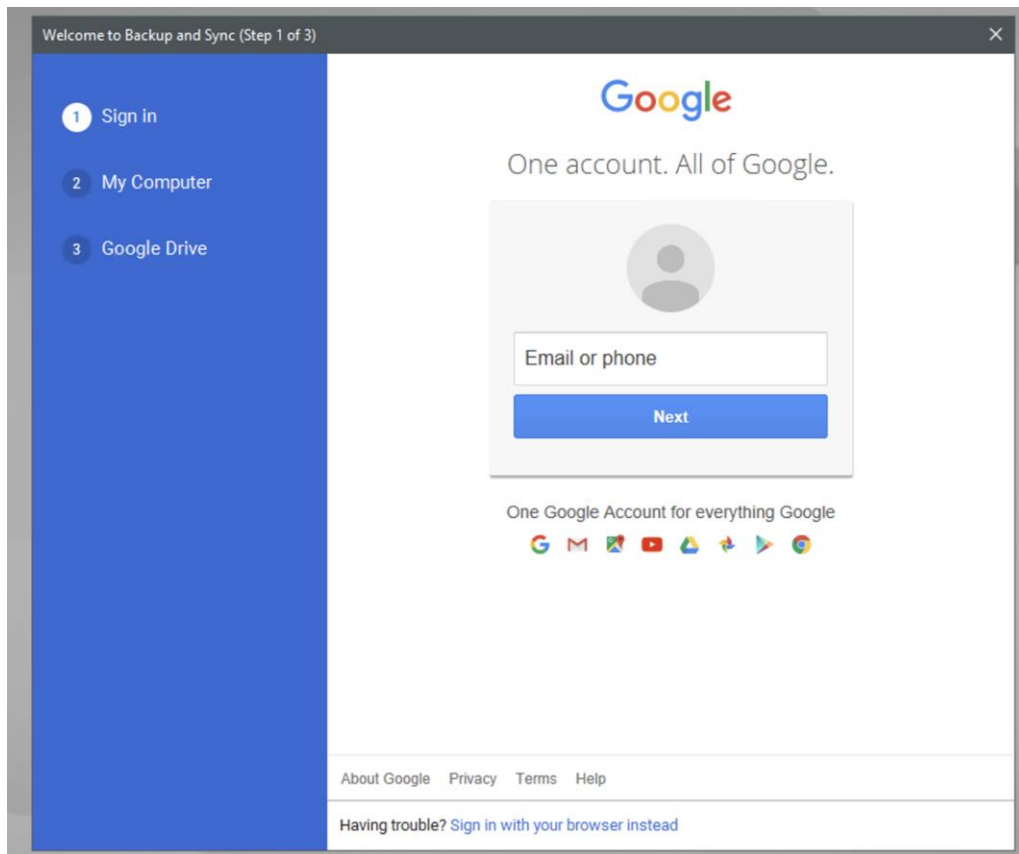 Welcome to Backup and Sync (Step 1 of 3)
1 Sign in
2 My Computer
3 Google Drive
Google
One account. All of Google.
Email or phone
Next
One Google Account for everything Google
About Google Privacy Terms Help
Having trouble? Sign in with your browser instead